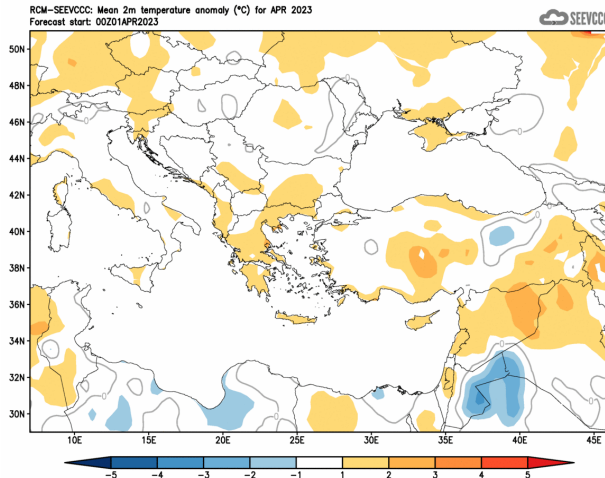 RCM-SEEVCCC: Mean 2m temperature anomaly (°C) for APR 2023
Forecast start: 00Z01APR2023
SEEVCC
50N
48N
46N
44N
42N
40N
38N
36N
34N
32N
30N
10E 15E 20E 25E 30E 35E 40E 45E
-5 -4 -3 -2 -1 1 2 3 4 5